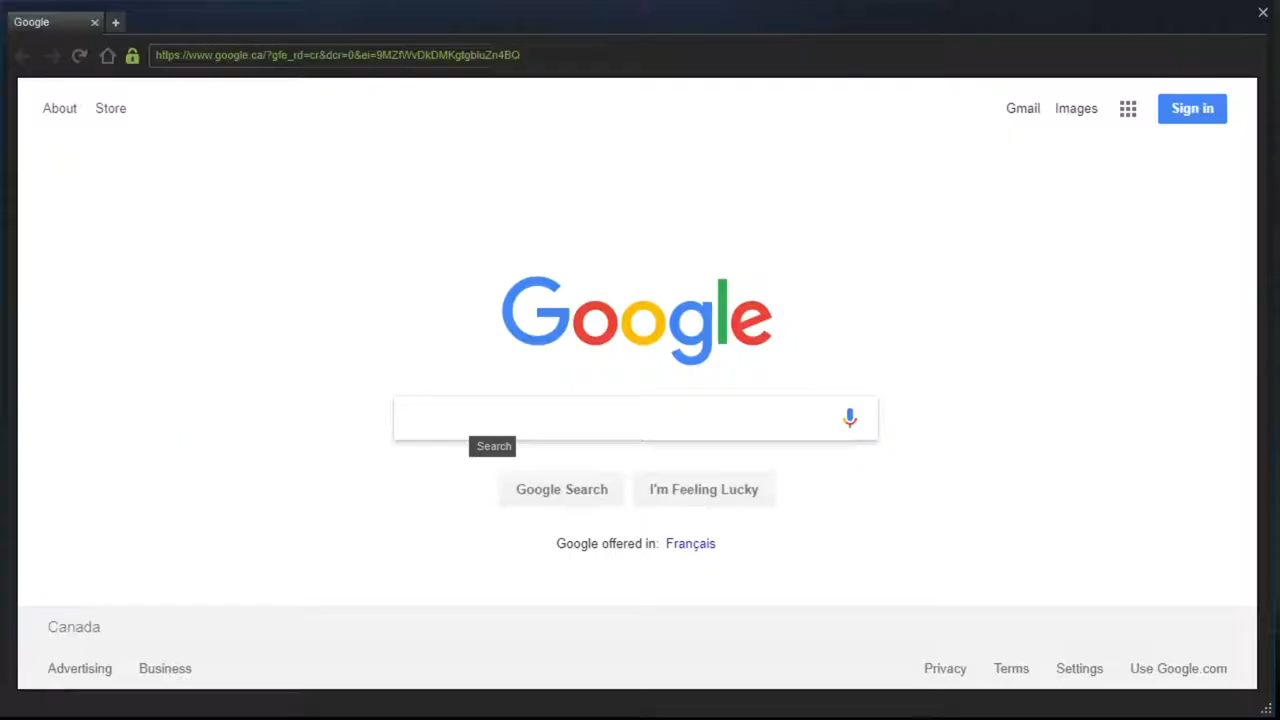 Google
https://www.google.ca/?gfe_rd=cr&dcr=0&ei=9MZfWvDkDMKgtgbluZn4BQ
About Store
Gmail Images Sign in
Google
Search
Google Search I'm Feeling Lucky
Google offered in: Français
Canada
Advertising Business
Privacy Terms Settings Use Google.com